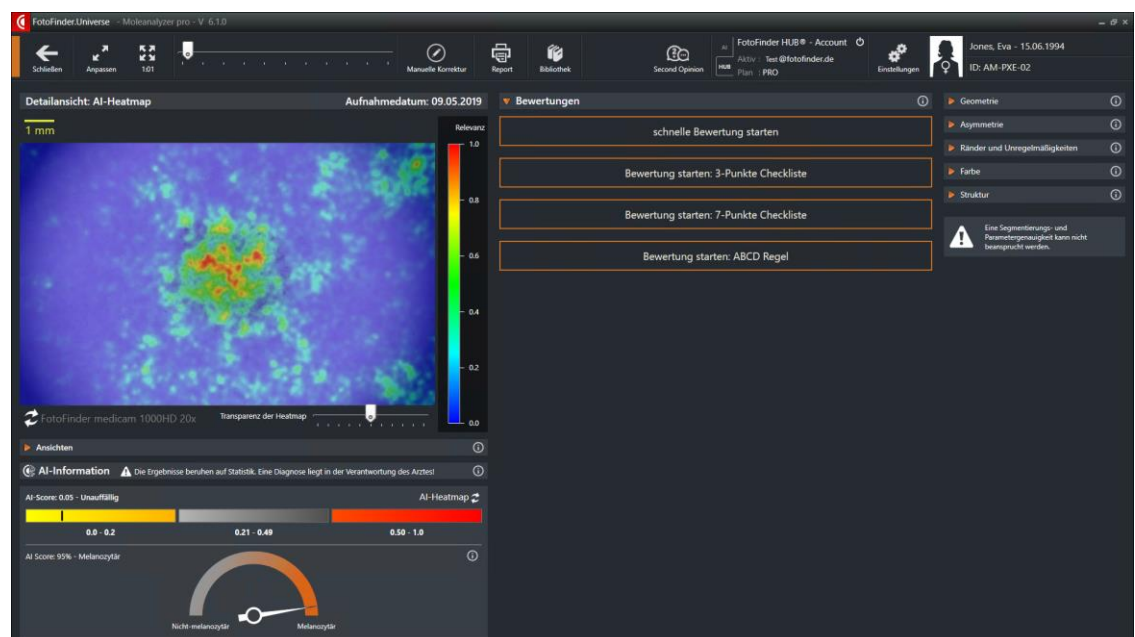 FotoFinder.Universe - Moleanalyzer pro - V 6.1.0
Schließen
Anpassen
1:01
Manuelle Korrektur
Report
Bibliothek
Second Opinion
AI
HUB
FotoFinder HUB® - Account
Aktiv : Test@fotofinder.de
Plan : PRO
Einstellungen
Jones, Eva - 15.06.1994
ID: AM-PXE-02
Detailansicht: AI-Heatmap
Aufnahmedatum: 09.05.2019
1 mm
Relevanz
1.0
0.8
0.6
0.4
0.2
0.0
FotoFinder medicam 1000HD 20x
Transparenz der Heatmap
Ansichten
AI-Information
Die Ergebnisse beruhen auf Statistik. Eine Diagnose liegt in der Verantwortung des Arztes!
AI-Score: 0.05 - Unauffällig
AI-Heatmap
0.0 - 0.2
0.21 - 0.49
0.50 - 1.0
AI Score: 95% - Melanozytär
Nicht-melanozytär
Melanozytär
Bewertungen
schnelle Bewertung starten
Bewertung starten: 3-Punkte Checkliste
Bewertung starten: 7-Punkte Checkliste
Bewertung starten: ABCD Regel
Geometrie
Asymmetrie
Ränder und Unregelmäßigkeiten
Farbe
Struktur
Eine Segmentierungs- und
Parametergenauigkeit kann nicht
beansprucht werden.